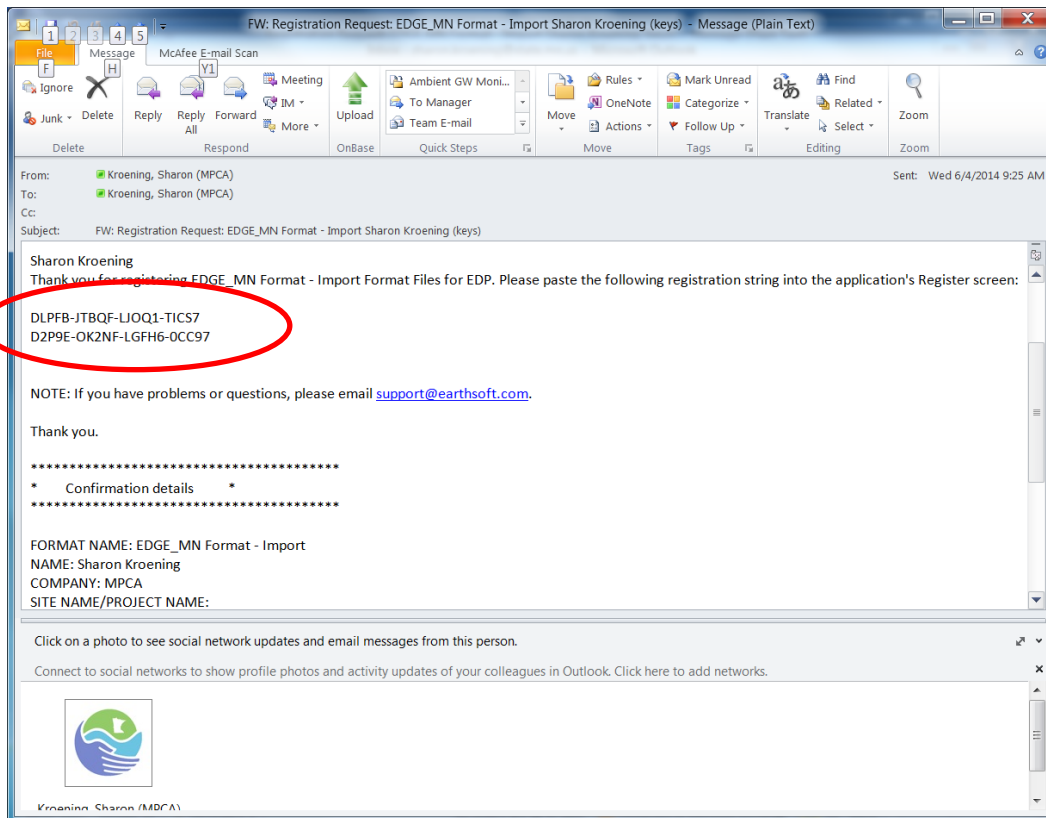 FW: Registration Request: EDGE_MN Format - Import Sharon Kroening (keys) - Message (Plain Text)
1 2 3 4 5
File Message McAfee E-mail Scan
F H Y1
Ignore
Junk
Delete
Reply
Reply All
Forward
Meeting
IM
More
Upload
Ambient GW Moni...
To Manager
Team E-mail
Move
Rules
OneNote
Actions
Mark Unread
Categorize
Follow Up
Translate
Find
Related
Select
Zoom
Delete Respond OnBase Quick Steps Move Tags Editing Zoom
From: Kroening, Sharon (MPCA) Sent: Wed 6/4/2014 9:25 AM
To: Kroening, Sharon (MPCA)
Cc:
Subject: FW: Registration Request: EDGE_MN Format - Import Sharon Kroening (keys)
Sharon Kroening
Thank you for registering EDGE_MN Format - Import Format Files for EDP. Please paste the following registration string into the application's Register screen:
DLPFB-JTBQF-LJOQ1-TICS7
D2P9E-OK2NF-LGFH6-0CC97
NOTE: If you have problems or questions, please email support@earthsoft.com.
Thank you.
****************************************
* Confirmation details *
****************************************
FORMAT NAME: EDGE_MN Format - Import
NAME: Sharon Kroening
COMPANY: MPCA
SITE NAME/PROJECT NAME:
Click on a photo to see social network updates and email messages from this person.
Connect to social networks to show profile photos and activity updates of your colleagues in Outlook. Click here to add networks.
Kroening, Sharon (MPCA)